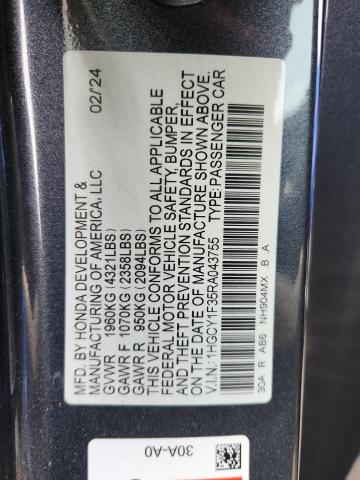 MFD. BY HONDA DEVELOPMENT & 02/24
MANUFACTURING OF AMERICA, LLC
GVWR 1960KG (4321LBS)
GAWR F 1070KG (2358LBS)
GAWR R 950KG (2094LBS)
THIS VEHICLE CONFORMS TO ALL APPLICABLE
FEDERAL MOTOR VEHICLE SAFETY, BUMPER,
AND THEFT PREVENTION STANDARDS IN EFFECT
ON THE DATE OF MANUFACTURE SHOWN ABOVE.
V.I.N.:1HGCY1F35RA043755 TYPE:PASSENGER CAR
30A R AB6 NH904MX B A
30A-A0